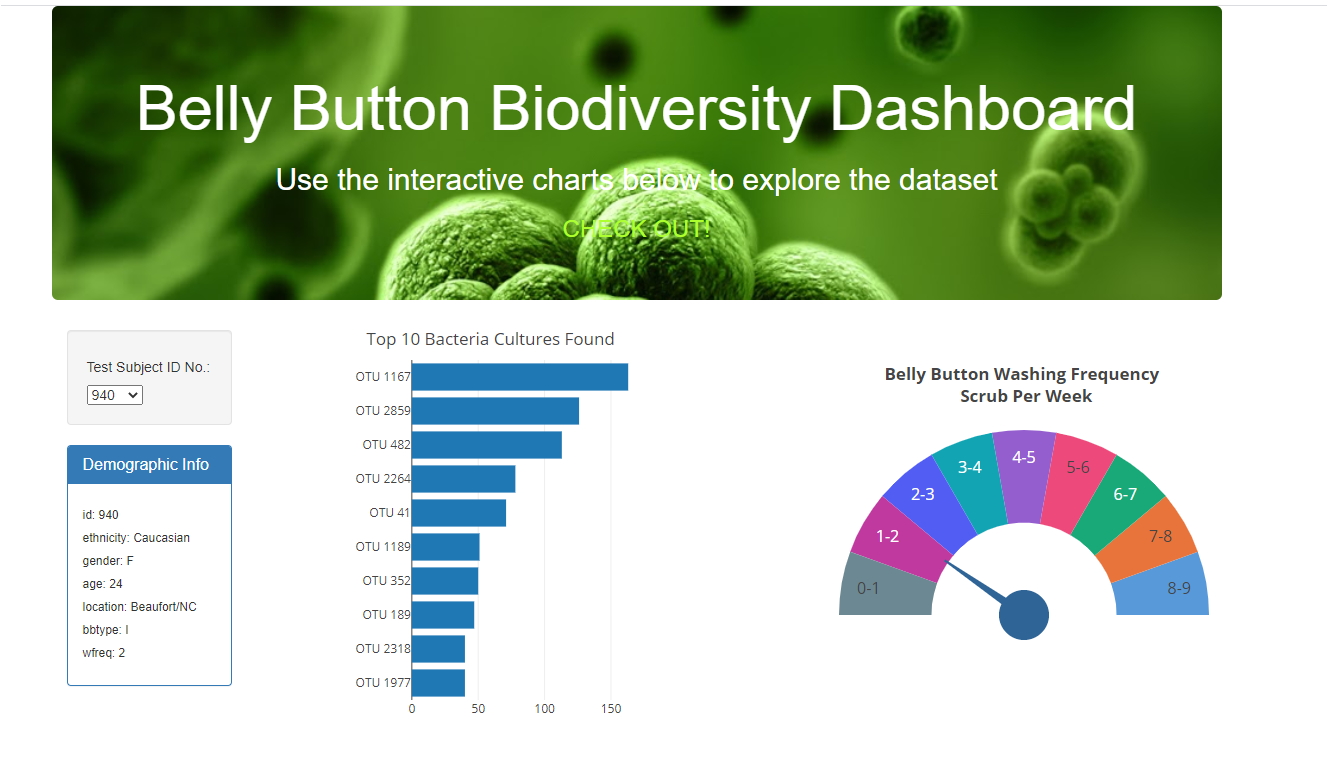 Belly Button Biodiversity Dashboard
Use the interactive charts below to explore the dataset
CHECK OUT!
Test Subject ID No.:
940
Demographic Info
id: 940
ethnicity: Caucasian
gender: F
age: 24
location: Beaufort/NC
bbtype: I
wfreq: 2
Top 10 Bacteria Cultures Found
OTU 1167
OTU 2859
OTU 482
OTU 2264
OTU 41
OTU 1189
OTU 352
OTU 189
OTU 2318
OTU 1977
0 50 100 150
Belly Button Washing Frequency
Scrub Per Week
0-1
1-2
2-3
3-4
4-5
5-6
6-7
7-8
8-9